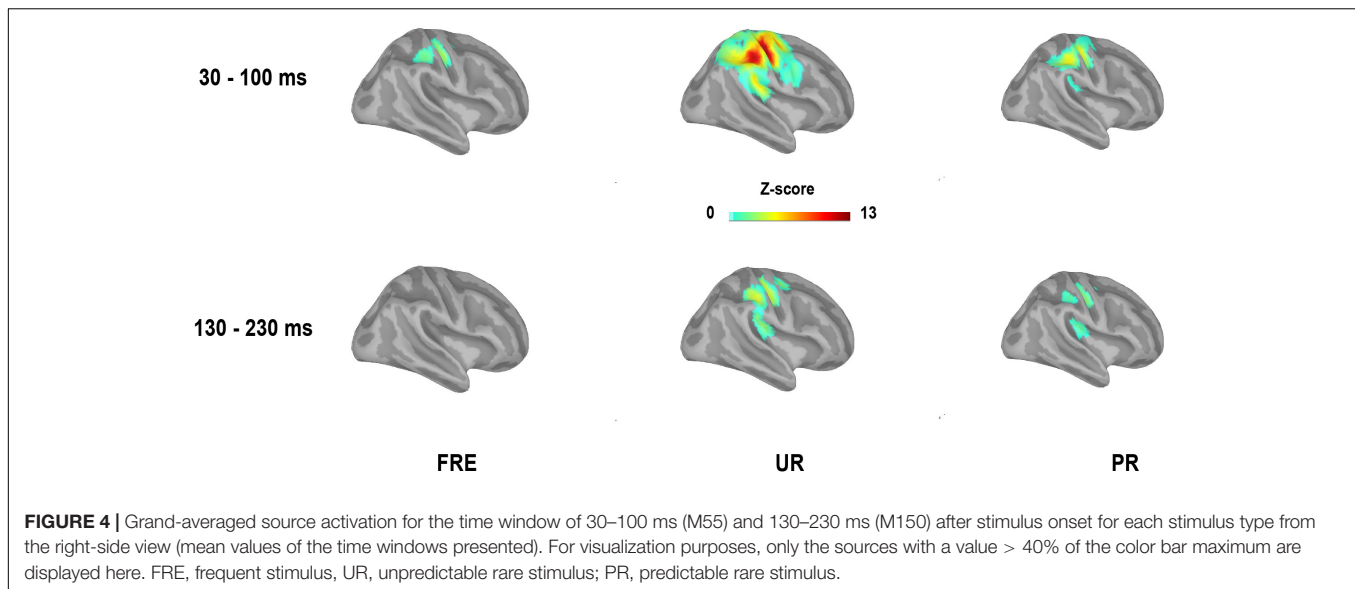 30 - 100 ms
Z-score
0 13
130 - 230 ms
FRE UR PR
FIGURE 4 | Grand-averaged source activation for the time window of 30–100 ms (M55) and 130–230 ms (M150) after stimulus onset for each stimulus type from
the right-side view (mean values of the time windows presented). For visualization purposes, only the sources with a value > 40% of the color bar maximum are
displayed here. FRE, frequent stimulus, UR, unpredictable rare stimulus; PR, predictable rare stimulus.